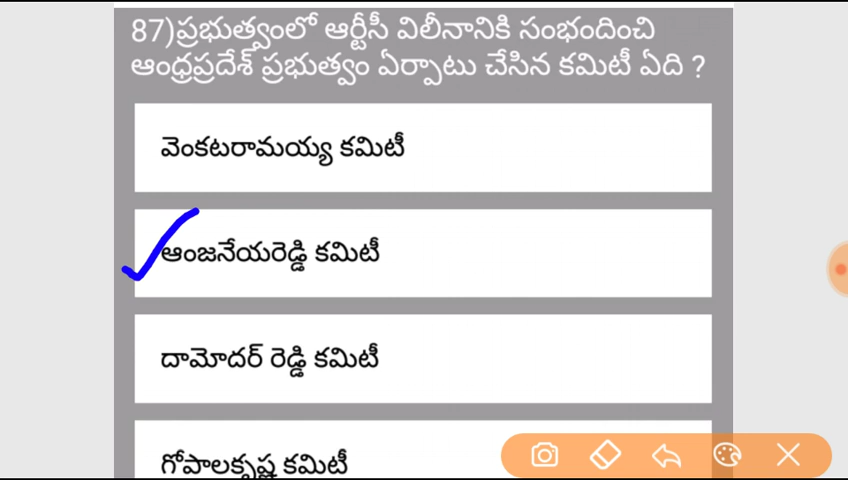 87)ప్రభుత్వంలో ఆర్టీసీ విలీనానికి సంభందించి
ఆంధ్రప్రదేశ్ ప్రభుత్వం ఏర్పాటు చేసిన కమిటీ ఏది ?
వెంకటరామయ్య కమిటీ
ఆంజనేయరెడ్డి కమిటీ
దామోదర్ రెడ్డి కమిటీ
గోపాలకృష్ణ కమిటీ